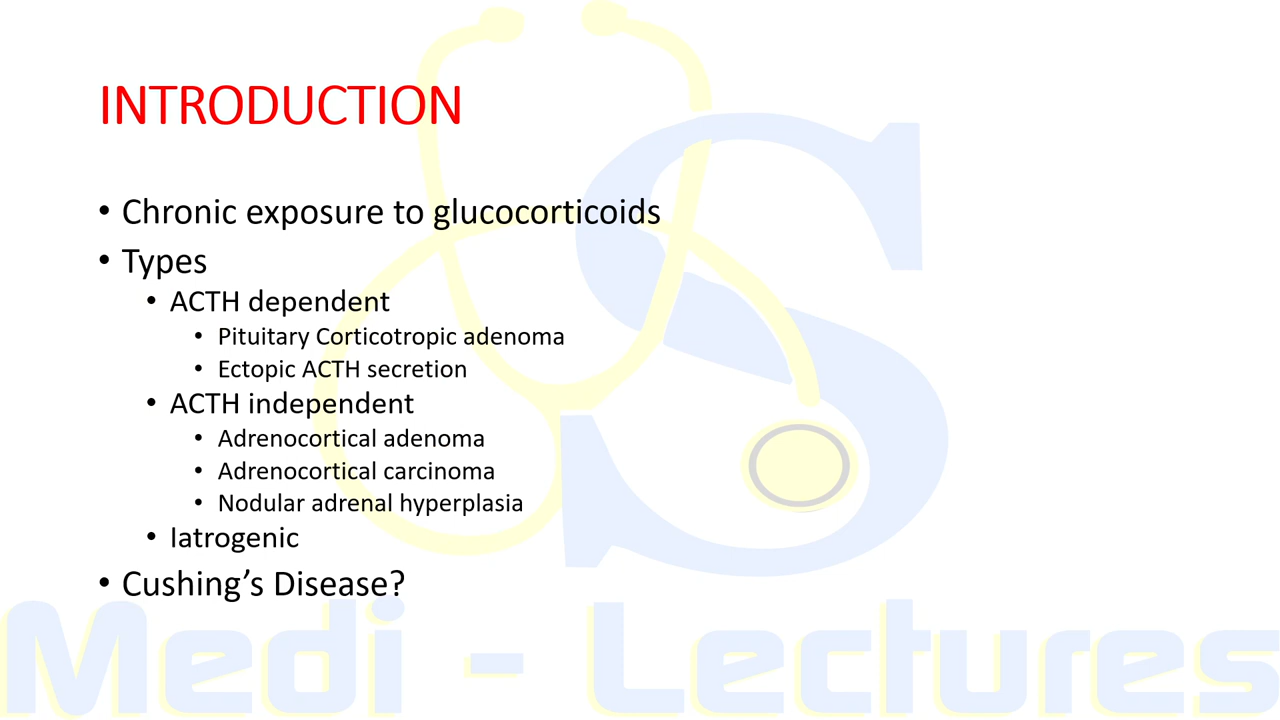 INTRODUCTION
• Chronic exposure to glucocorticoids
• Types
• ACTH dependent
• Pituitary Corticotropic adenoma
• Ectopic ACTH secretion
• ACTH independent
• Adrenocortical adenoma
• Adrenocortical carcinoma
• Nodular adrenal hyperplasia
• Iatrogenic
• Cushing’s Disease?
S
Medi - Lectures